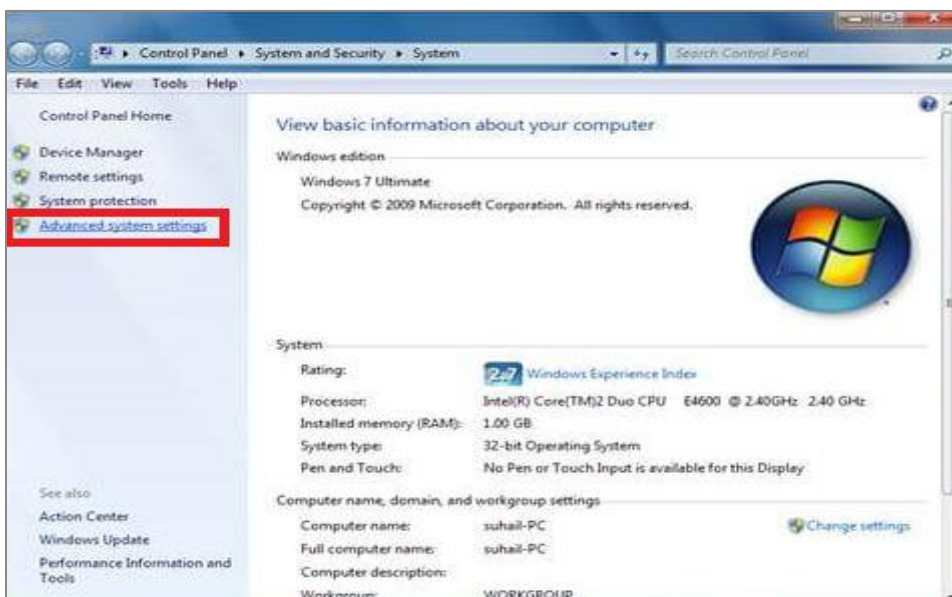 Control Panel ▸ System and Security ▸ System
Search Control Panel
File Edit View Tools Help
Control Panel Home
Device Manager
Remote settings
System protection
Advanced system settings
See also
Action Center
Windows Update
Performance Information and
Tools
View basic information about your computer
Windows edition
Windows 7 Ultimate
Copyright © 2009 Microsoft Corporation. All rights reserved.
System
Rating: 2.7 Windows Experience Index
Processor: Intel(R) Core(TM)2 Duo CPU E4600 @ 2.40GHz 2.40 GHz
Installed memory (RAM): 1.00 GB
System type: 32-bit Operating System
Pen and Touch: No Pen or Touch Input is available for this Display
Computer name, domain, and workgroup settings
Computer name: suhail-PC Change settings
Full computer name: suhail-PC
Computer description:
Workgroup: WORKGROUP